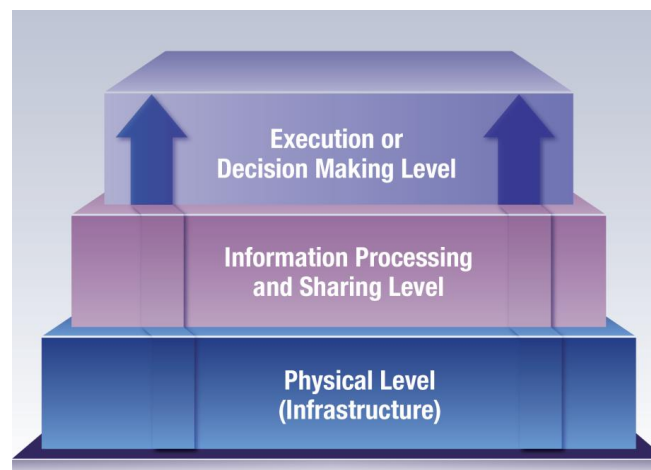 Execution or
Decision Making Level
Information Processing
and Sharing Level
Physical Level
(Infrastructure)